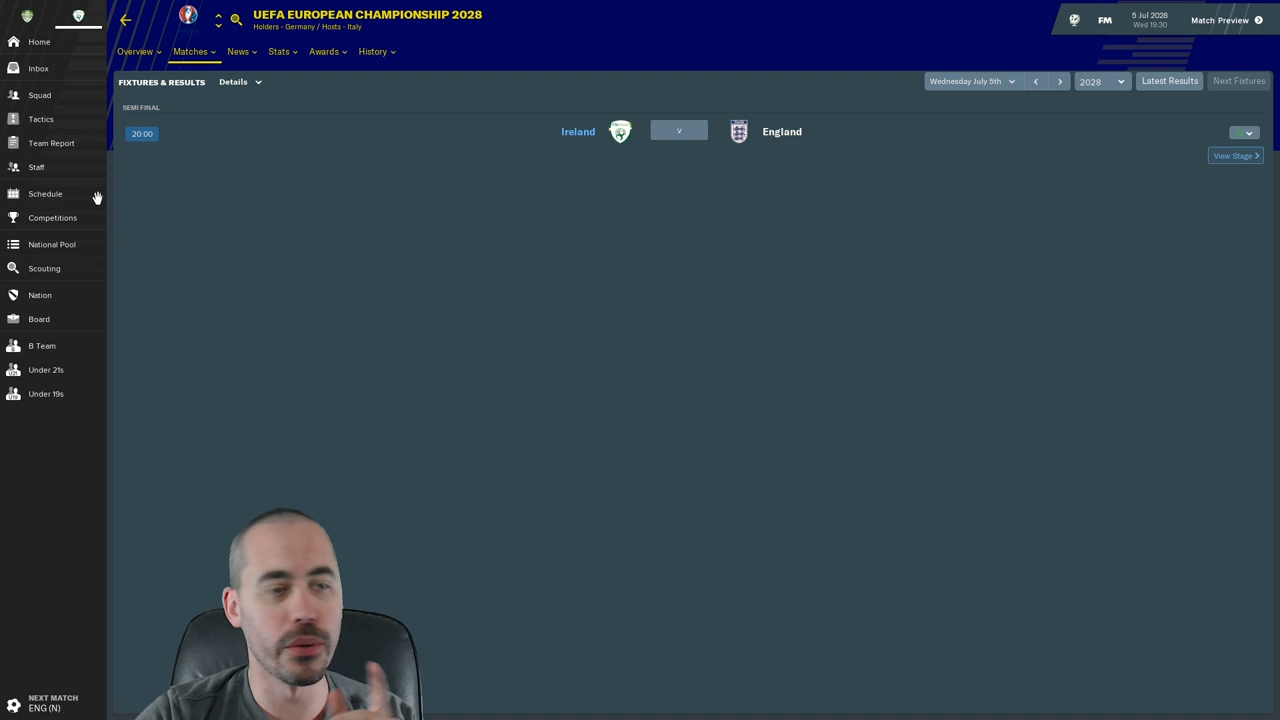 UEFA EUROPEAN CHAMPIONSHIP 2028
Holders - Germany / Hosts - Italy
FM
5 Jul 2028
Wed 19:30
Match Preview
Overview
Matches
News
Stats
Awards
History
FIXTURES & RESULTS
Details
Wednesday July 5th
2028
Latest Results
Next Fixtures
SEMI FINAL
20:00
Ireland
v
England
View Stage
Home
Inbox
Squad
Tactics
Team Report
Staff
Schedule
Competitions
National Pool
Scouting
Nation
Board
B Team
Under 21s
Under 19s
NEXT MATCH
ENG (N)